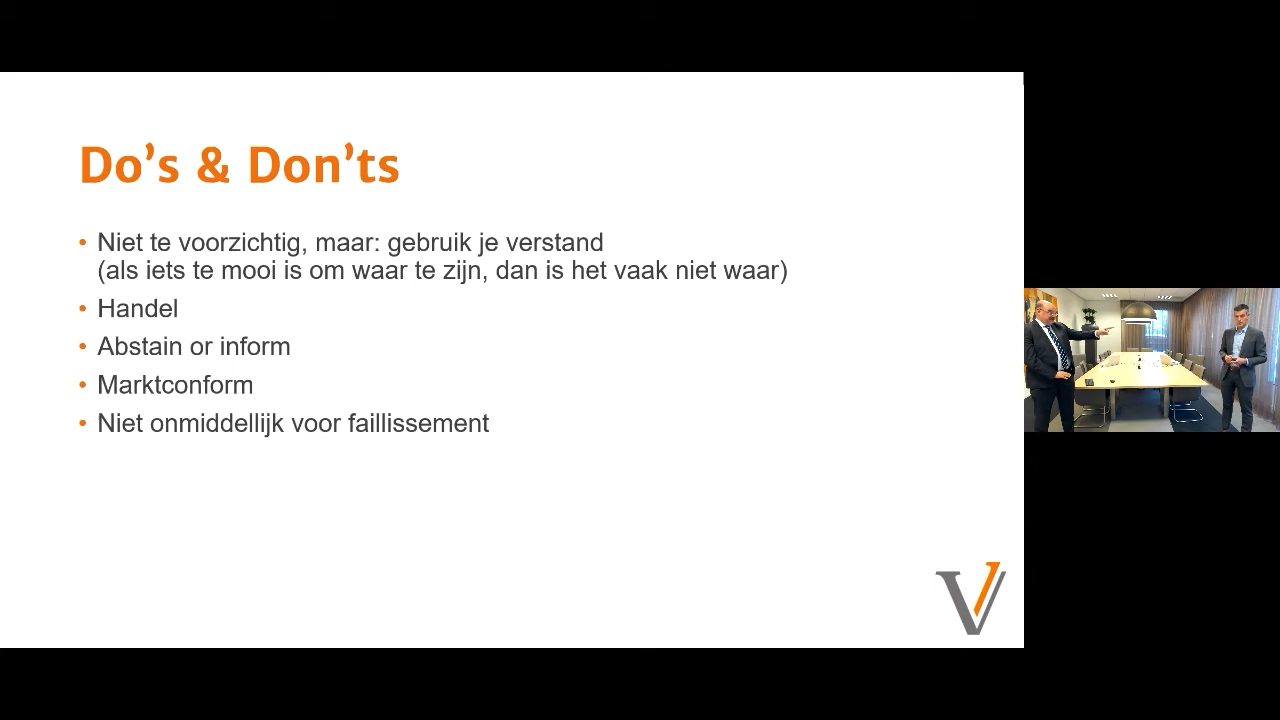 Do's & Don'ts
• Niet te voorzichtig, maar: gebruik je verstand
(als iets te mooi is om waar te zijn, dan is het vaak niet waar)
• Handel
• Abstain or inform
• Marktconform
• Niet onmiddellijk voor faillissement